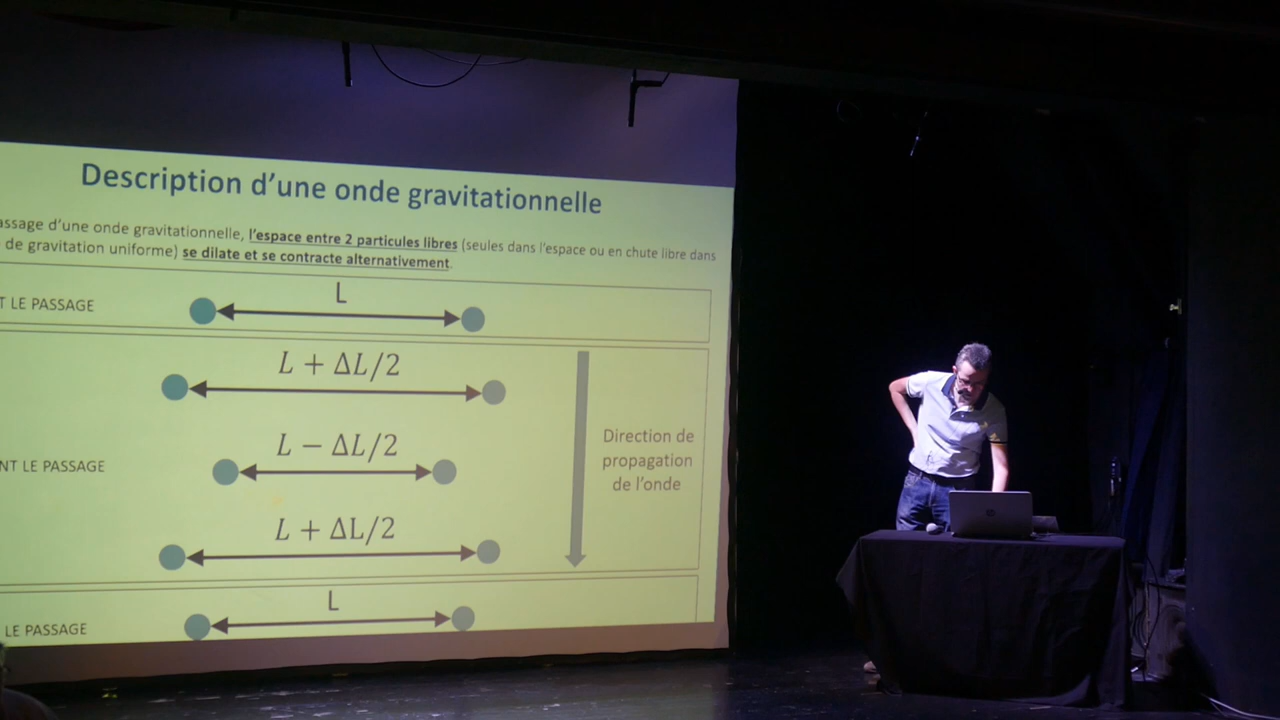 Description d'une onde gravitationnelle
d'une onde gravitationnelle, l'espace entre 2 particules libres (seules dans l'espace ou en chute libre dans
de gravitation uniforme) se dilate et se contracte alternativement.
LE PASSAGE
L
L + ΔL/2
L − ΔL/2
LE PASSAGE
Direction de
propagation
de l'onde
L + ΔL/2
L
LE PASSAGE